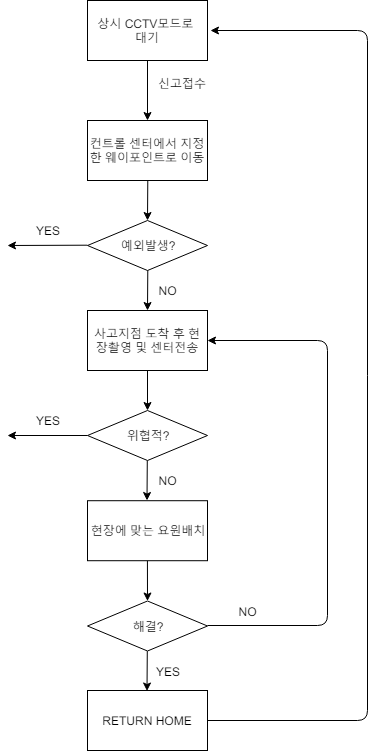 상시 CCTV모드로
대기
신고접수
컨트롤 센터에서 지정
한 웨이포인트로 이동
YES
예외발생?
NO
사고지점 도착 후 현
장촬영 및 센터전송
YES
위협적?
NO
현장에 맞는 요원배치
NO
해결?
YES
RETURN HOME